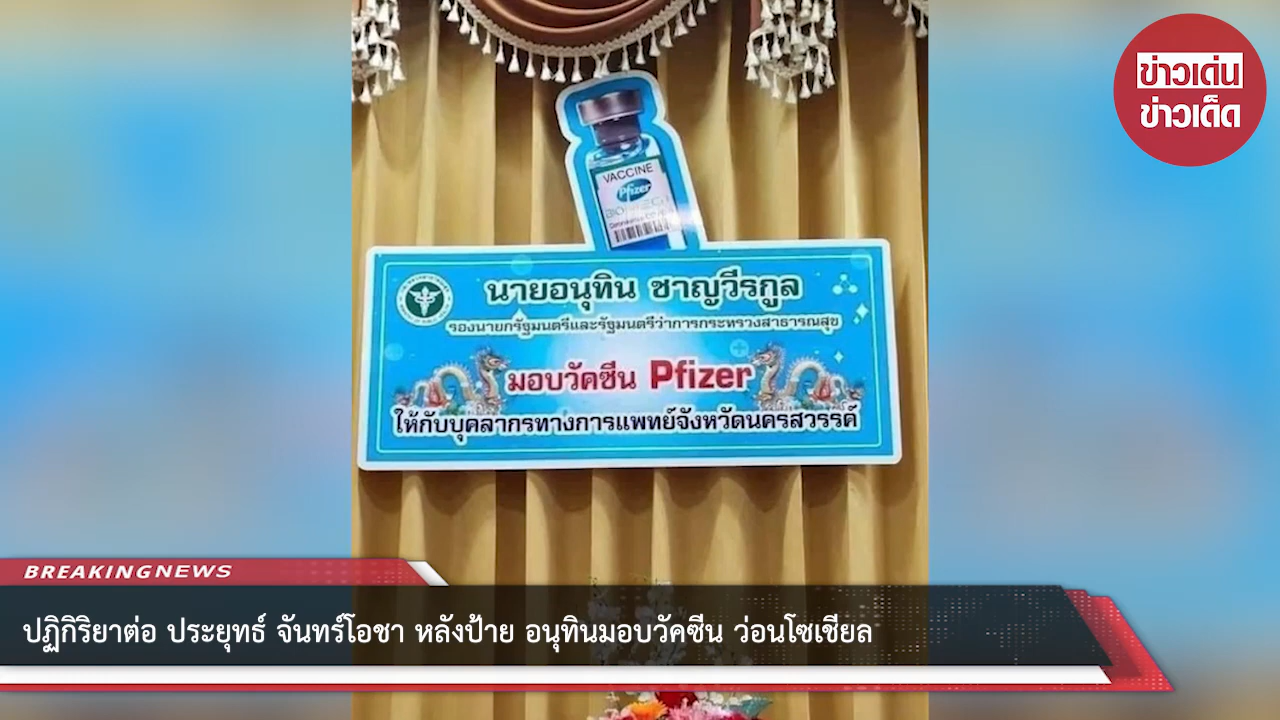 ข่าวเด่น
ข่าวเด็ด
VACCINE
Pfizer
BIONTECH
นายอนุทิน ชาญวีรกูล
รองนายกรัฐมนตรีและรัฐมนตรีว่าการกระทรวงสาธารณสุข
มอบวัคซีน Pfizer
ให้กับบุคลากรทางการแพทย์จังหวัดนครสวรรค์
BREAKINGNEWS
ปฏิกิริยาต่อ ประยุทธ์ จันทร์โอชา หลังป้าย อนุทินมอบวัคซีน ว่อนโซเชียล